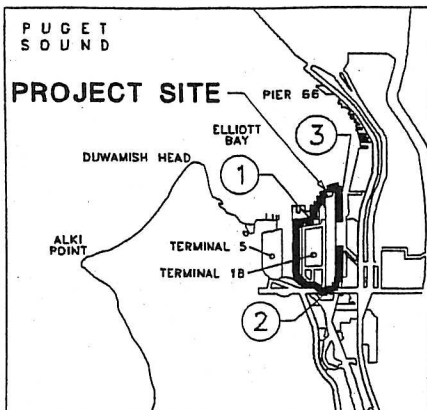 PUGET
SOUND
PIER 66
PROJECT SITE
ELLIOTT
BAY
3
DUWAMISH HEAD
1
ALKI
POINT
TERMINAL 5
TERMINAL 18
2